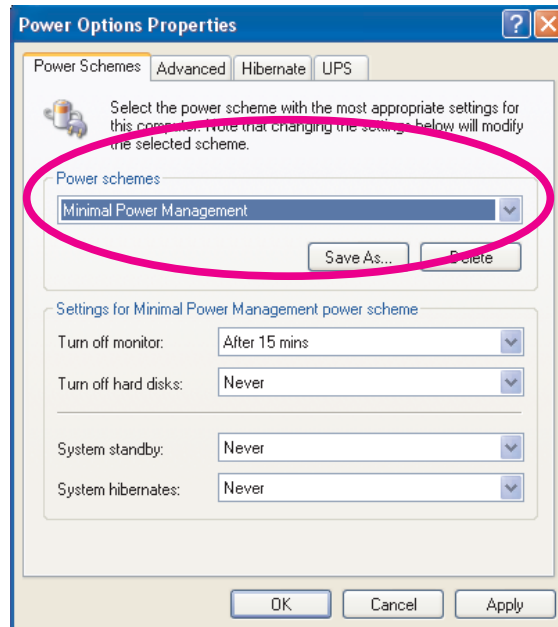 Power Options Properties
Power Schemes Advanced Hibernate UPS
Select the power scheme with the most appropriate settings for
this computer. Note that changing the settings below will modify
the selected scheme.
Power schemes
Minimal Power Management
Save As... Delete
Settings for Minimal Power Management power scheme
Turn off monitor: After 15 mins
Turn off hard disks: Never
System standby: Never
System hibernates: Never
OK Cancel Apply